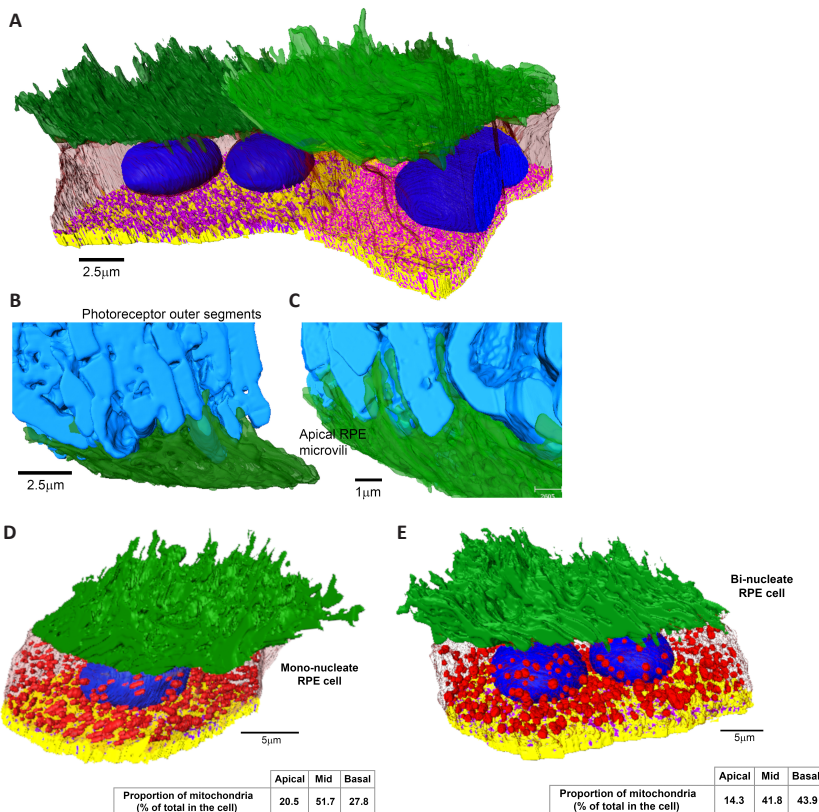 A
2.5µm
B
Photoreceptor outer segments
C
Apical RPE
microvili
2.5µm
1µm
D
E
Bi-nucleate
RPE cell
Mono-nucleate
RPE cell
5µm
5µm
Apical Mid Basal
Proportion of mitochondria
(% of total in the cell)
20.5 51.7 27.8
Apical Mid Basal
Proportion of mitochondria
(% of total in the cell)
14.3 41.8 43.9